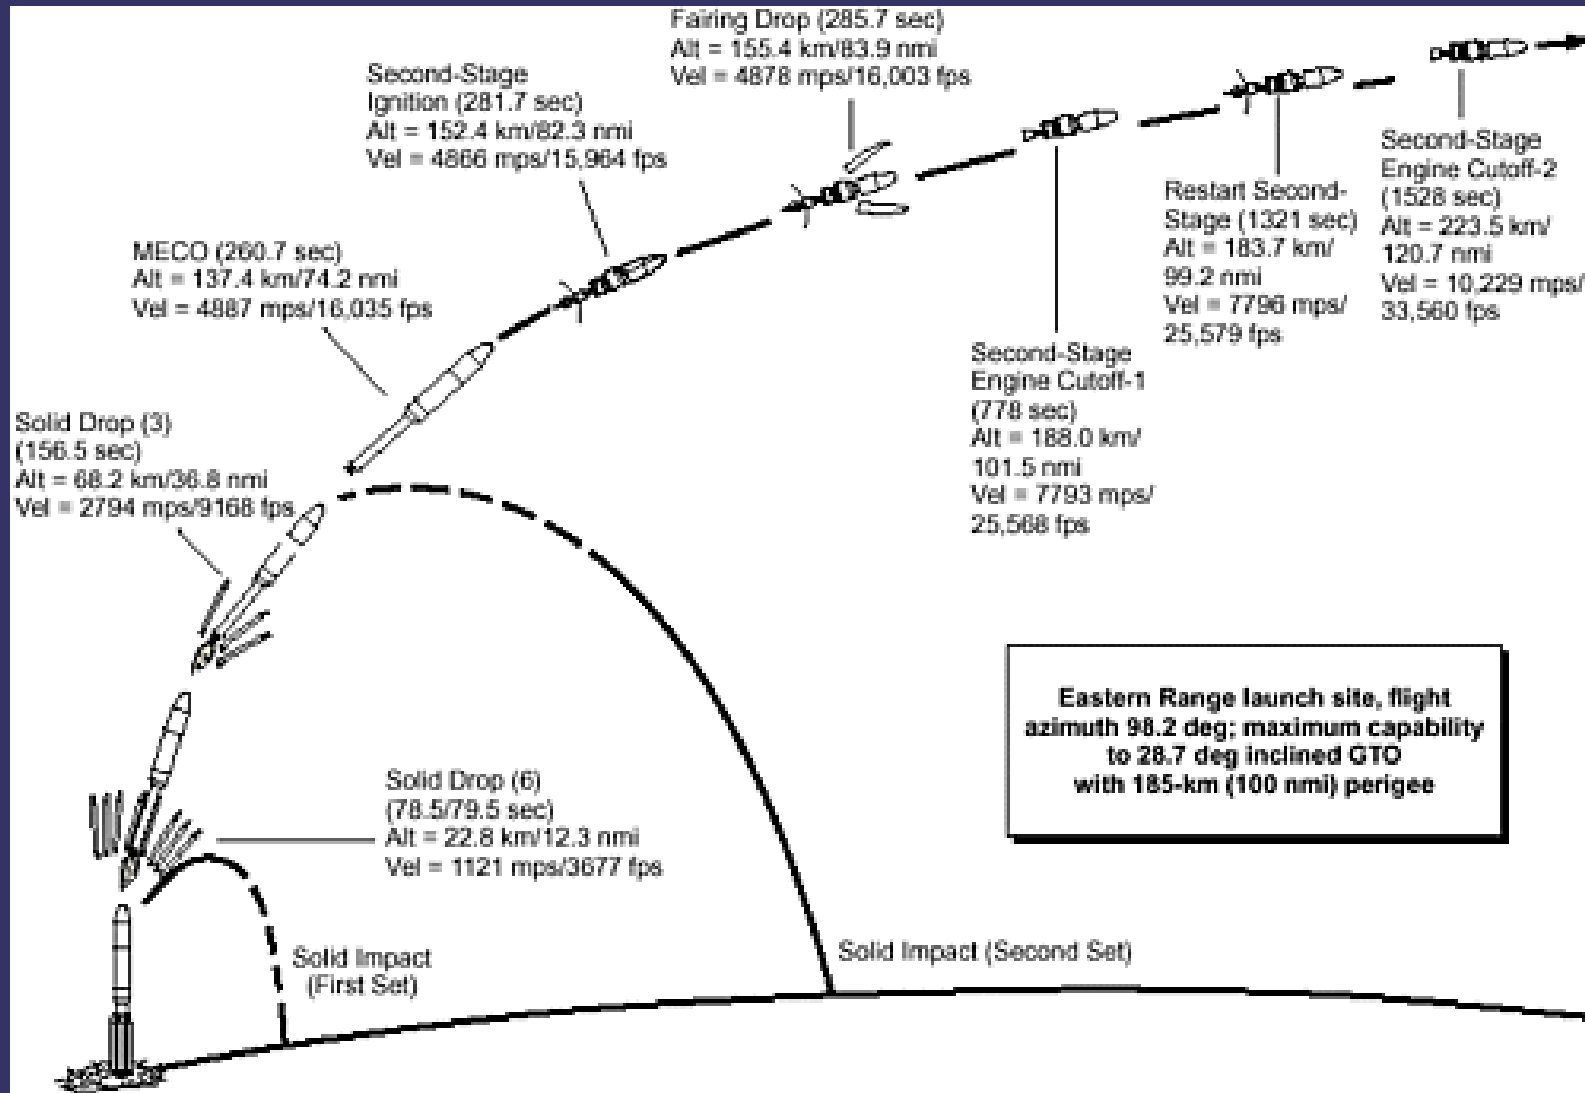 Fairing Drop (285.7 sec)
Alt = 155.4 km/83.9 nmi
Vel = 4878 mps/16,003 fps
Second-Stage
Ignition (281.7 sec)
Alt = 152.4 km/82.3 nmi
Vel = 4866 mps/15,964 fps
MECO (260.7 sec)
Alt = 137.4 km/74.2 nmi
Vel = 4887 mps/16,035 fps
Solid Drop (3)
(156.5 sec)
Alt = 68.2 km/36.8 nmi
Vel = 2794 mps/9168 fps
Second-Stage
Engine Cutoff-2
(1528 sec)
Alt = 223.5 km/
120.7 nmi
Vel = 10,229 mps/
33,560 fps
Restart Second-
Stage (1321 sec)
Alt = 183.7 km/
99.2 nmi
Vel = 7796 mps/
25,579 fps
Second-Stage
Engine Cutoff-1
(778 sec)
Alt = 188.0 km/
101.5 nmi
Vel = 7793 mps/
25,568 fps
Eastern Range launch site, flight
azimuth 98.2 deg; maximum capability
to 28.7 deg inclined GTO
with 185-km (100 nmi) perigee
Solid Drop (6)
(78.5/79.5 sec)
Alt = 22.8 km/12.3 nmi
Vel = 1121 mps/3677 fps
Solid Impact
(First Set)
Solid Impact (Second Set)